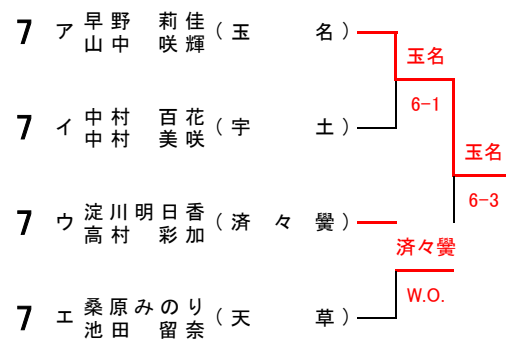 7 ア 早野 莉佳
山中 咲輝 (玉 名)
玉名
6-1
7 イ 中村 百花
中村 美咲 (宇 土)
玉名
6-3
7 ウ 淀川明日香
高村 彩加 (済 々 黌)
済々黌
W.O.
7 エ 桑原みのり
池田 留奈 (天 草)